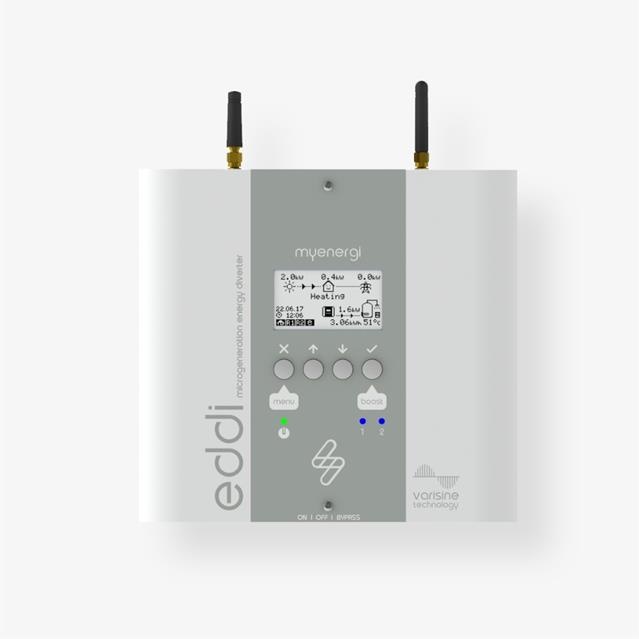 myenergi
2.0kW 0.4kW 0.0kW
Heating
22.06.17 1.6kW
12:06
3.06kWh 51°C
menu boost
1 2
ON | OFF | BYPASS
eddi
microgeneration energy diverter
varisine
technology